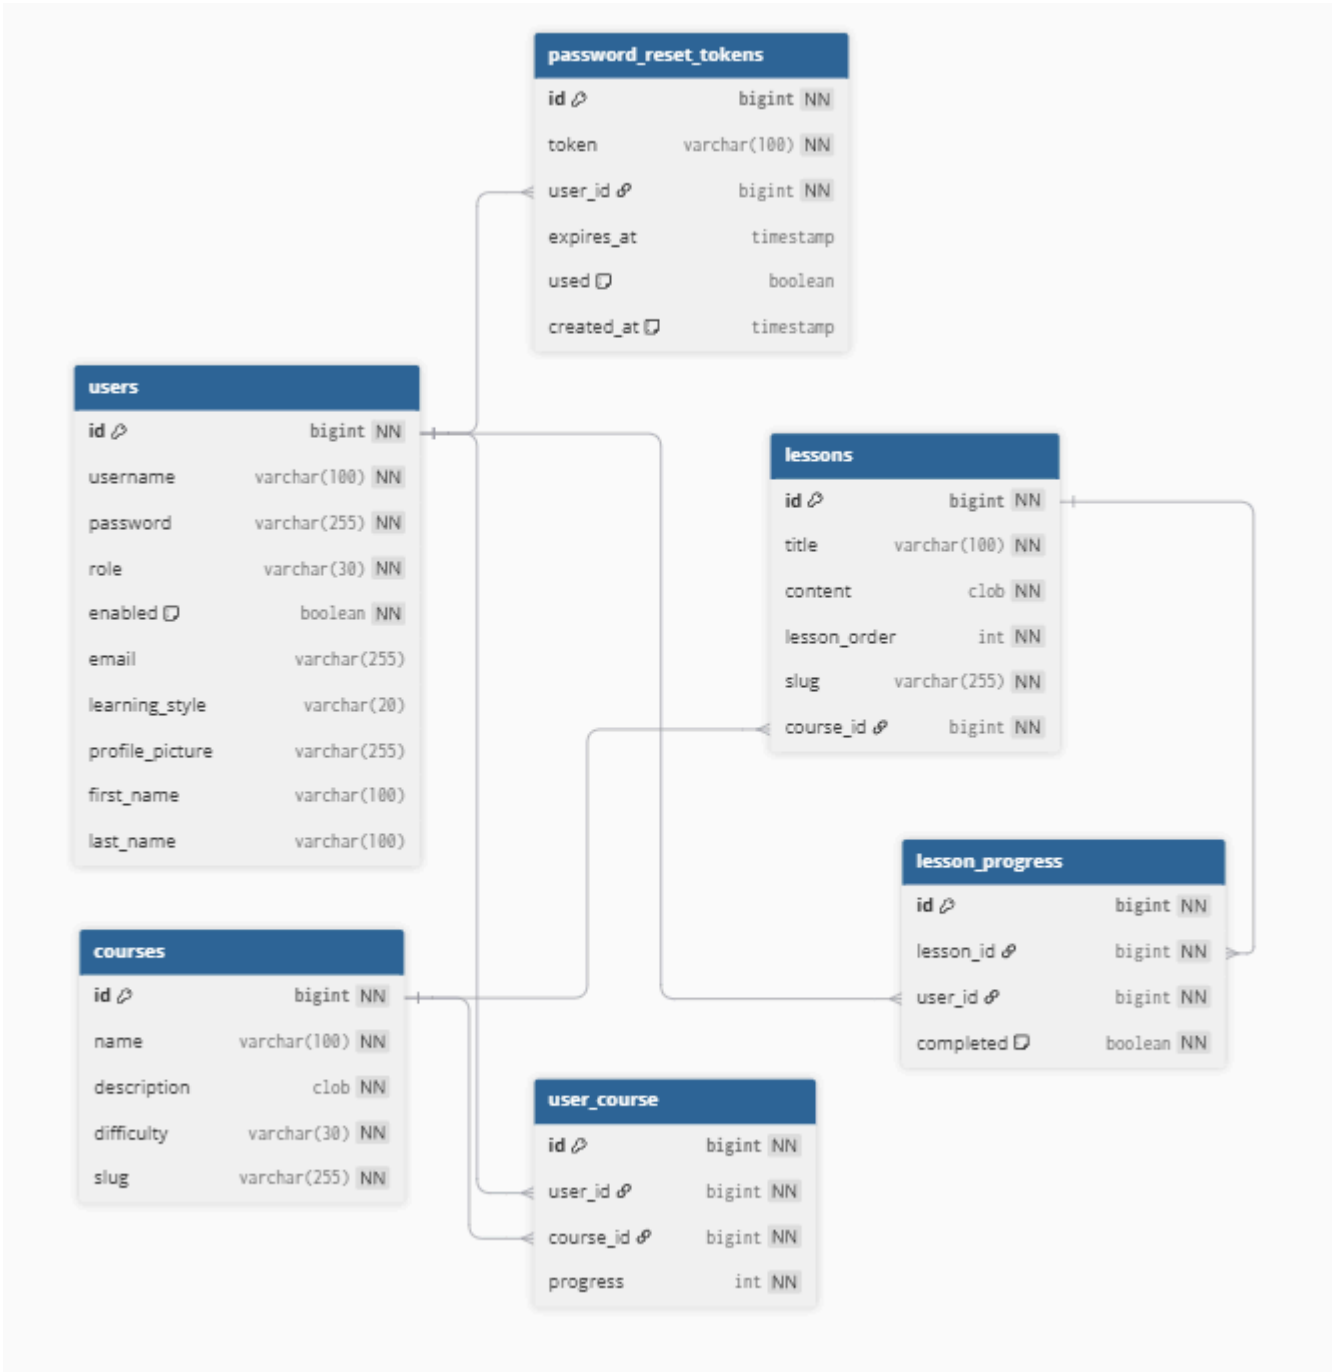 password_reset_tokens
id bigint NN
token varchar(100) NN
user_id bigint NN
expires_at timestamp
used boolean
created_at timestamp
users
id bigint NN
username varchar(100) NN
password varchar(255) NN
role varchar(30) NN
enabled boolean NN
email varchar(255)
learning_style varchar(20)
profile_picture varchar(255)
first_name varchar(100)
last_name varchar(100)
lessons
id bigint NN
title varchar(100) NN
content clob NN
lesson_order int NN
slug varchar(255) NN
course_id bigint NN
lesson_progress
id bigint NN
lesson_id bigint NN
user_id bigint NN
completed boolean NN
courses
id bigint NN
name varchar(100) NN
description clob NN
difficulty varchar(30) NN
slug varchar(255) NN
user_course
id bigint NN
user_id bigint NN
course_id bigint NN
progress int NN